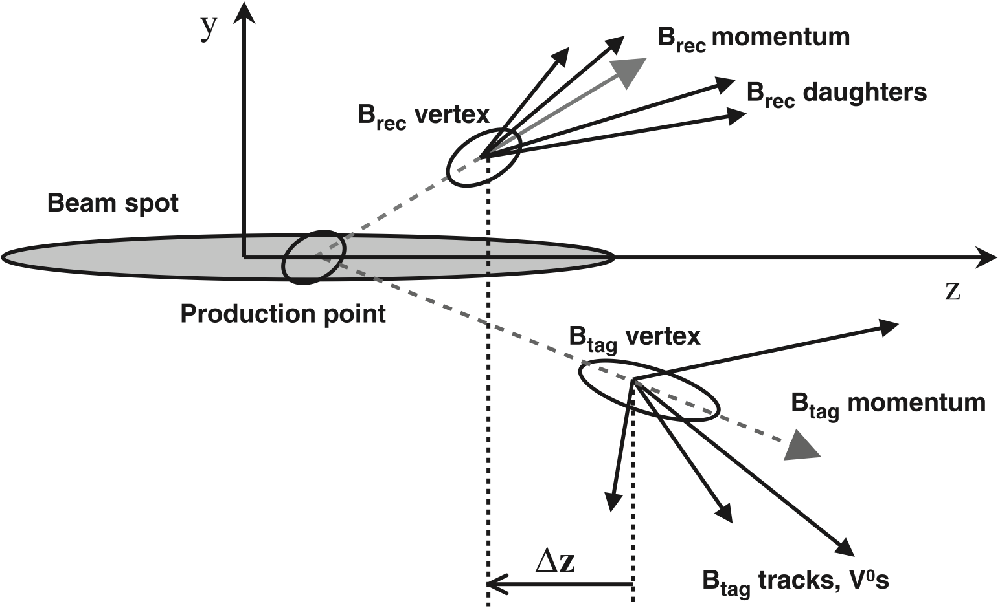 y
B_rec momentum
B_rec daughters
B_rec vertex
Beam spot
z
Production point
B_tag vertex
B_tag momentum
Δz
B_tag tracks, V⁰s